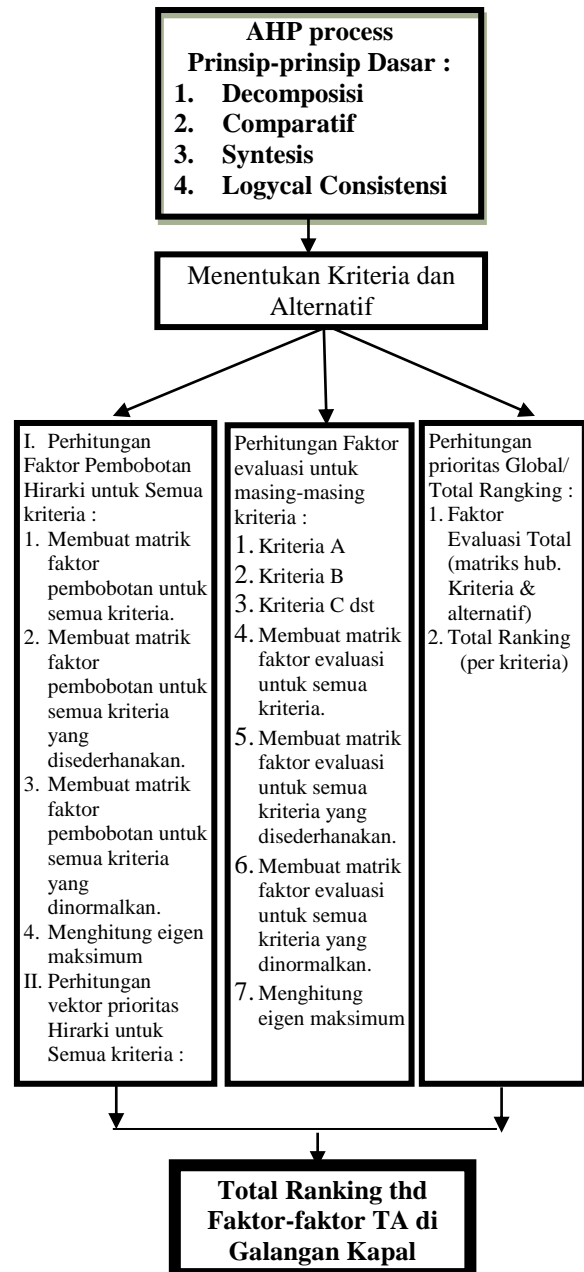 AHP process
Prinsip-prinsip Dasar :
1. Decomposisi
2. Comparatif
3. Syntesis
4. Logycal Consistensi
Menentukan Kriteria dan
Alternatif
I. Perhitungan
Faktor Pembobotan
Hirarki untuk Semua
kriteria :
1. Membuat matrik
faktor
pembobotan untuk
semua kriteria.
2. Membuat matrik
faktor
pembobotan untuk
semua kriteria
yang
disederhanakan.
3. Membuat matrik
faktor
pembobotan untuk
semua kriteria
yang
dinormalkan.
4. Menghitung eigen
maksimum
II. Perhitungan
vektor prioritas
Hirarki untuk
Semua kriteria :
Perhitungan Faktor
evaluasi untuk
masing-masing
kriteria :
1. Kriteria A
2. Kriteria B
3. Kriteria C dst
4. Membuat matrik
faktor evaluasi
untuk semua
kriteria.
5. Membuat matrik
faktor evaluasi
untuk semua
kriteria yang
disederhanakan.
6. Membuat matrik
faktor evaluasi
untuk semua
kriteria yang
dinormalkan.
7. Menghitung
eigen maksimum
Perhitungan
prioritas Global/
Total Rangking :
1. Faktor
Evaluasi Total
(matriks hub.
Kriteria &
alternatif)
2. Total Ranking
(per kriteria)
Total Ranking thd
Faktor-faktor TA di
Galangan Kapal